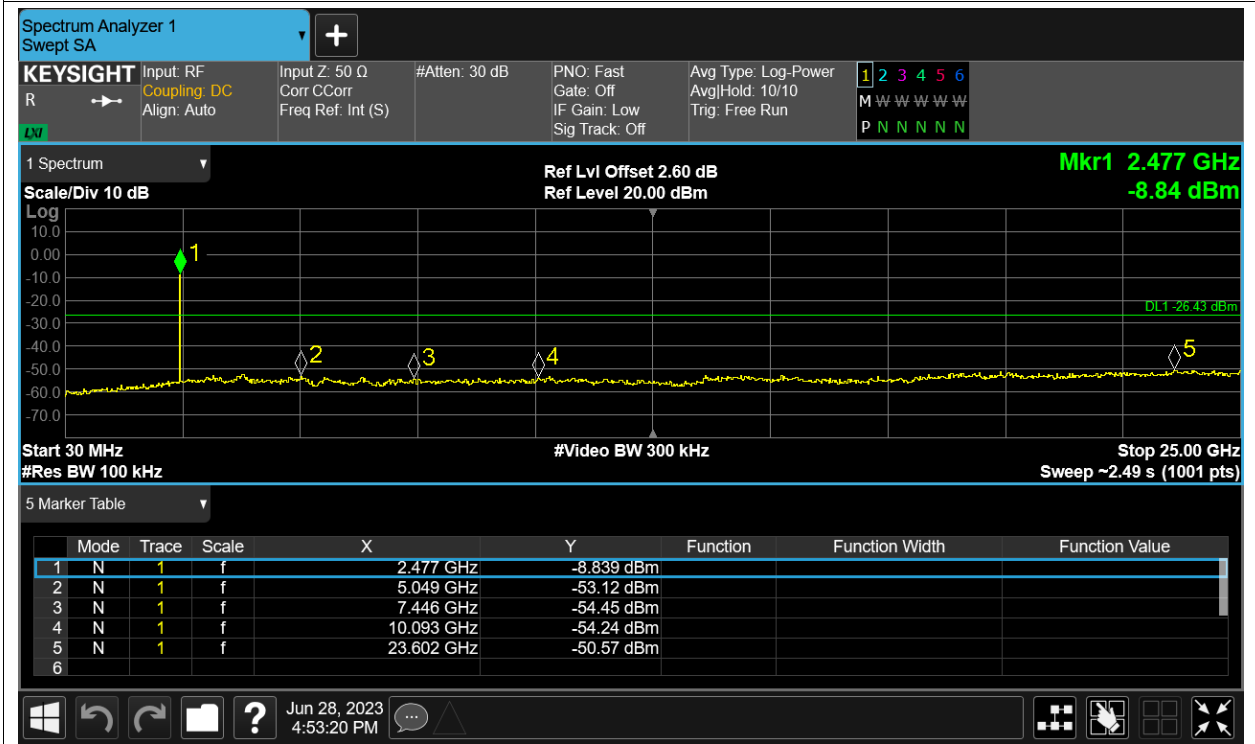 Spectrum Analyzer 1
Swept SA
KEYSIGHT Input: RF Input Z: 50 Ω #Atten: 30 dB PNO: Fast Avg Type: Log-Power 1 2 3 4 5 6
R Coupling: DC Corr CCorr Gate: Off Avg|Hold: 10/10 M W W W W W
Align: Auto Freq Ref: Int (S) IF Gain: Low Trig: Free Run
LXI Sig Track: Off P N N N N N
1 Spectrum Ref Lvl Offset 2.60 dB Mkr1 2.477 GHz
Scale/Div 10 dB Ref Level 20.00 dBm -8.84 dBm
Log
10.0
0.00 1
-10.0
-20.0 DL1 -26.43 dBm
-30.0
-40.0 2 3 4 5
-50.0
-60.0
-70.0
Start 30 MHz #Video BW 300 kHz Stop 25.00 GHz
#Res BW 100 kHz Sweep ~2.49 s (1001 pts)
5 Marker Table
Mode Trace Scale X Y Function Function Width Function Value
1 N 1 f 2.477 GHz -8.839 dBm
2 N 1 f 5.049 GHz -53.12 dBm
3 N 1 f 7.446 GHz -54.45 dBm
4 N 1 f 10.093 GHz -54.24 dBm
5 N 1 f 23.602 GHz -50.57 dBm
6
? Jun 28, 2023
4:53:20 PM